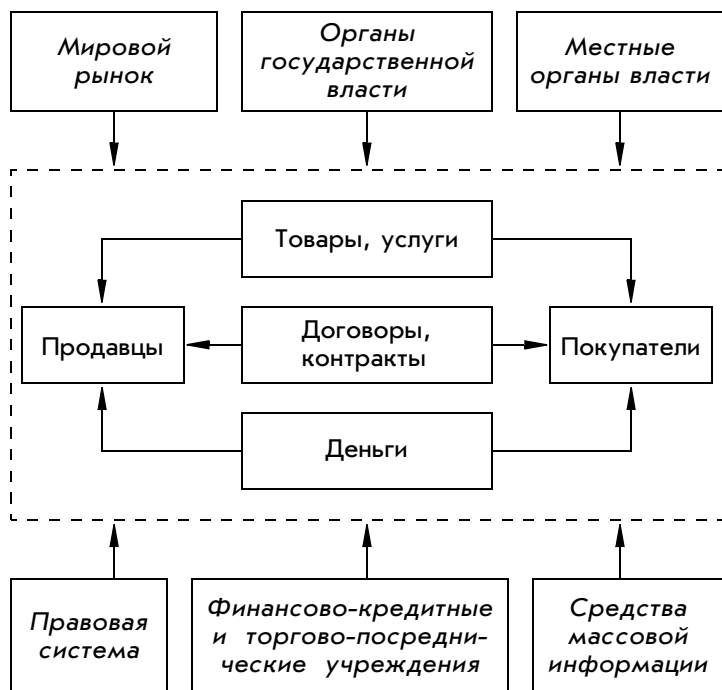 Мировой
рынок
Органы
государственной
власти
Местные
органы власти
Товары, услуги
Продавцы
Договоры,
контракты
Покупатели
Деньги
Правовая
система
Финансово-кредитные
и торгово-посредни-
ческие учреждения
Средства
массовой
информации